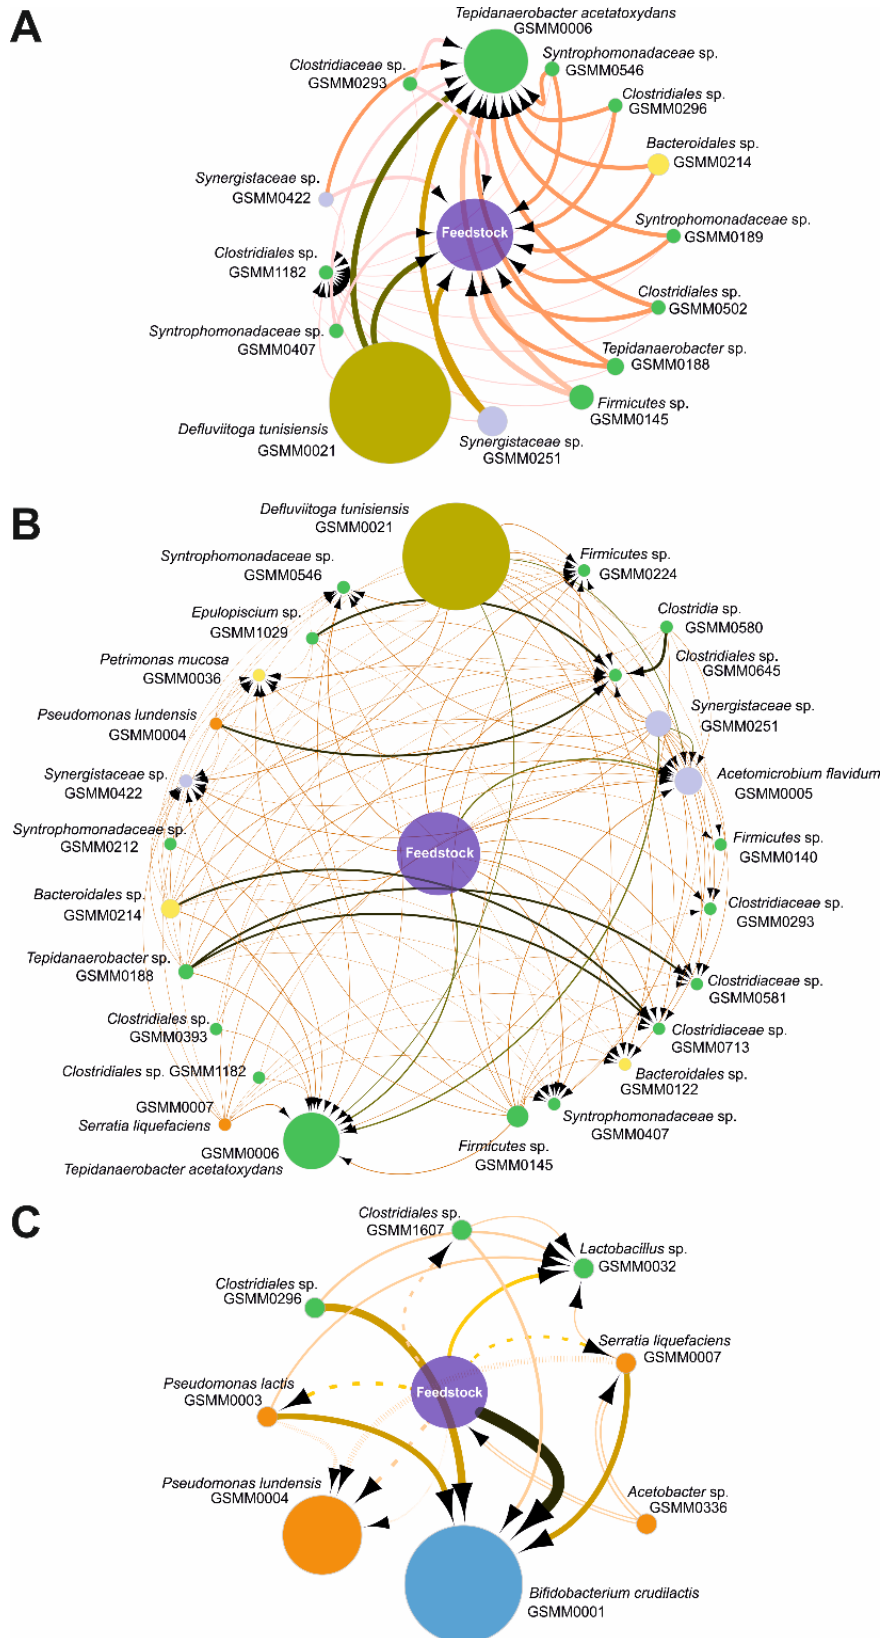 A
Tepidanaerobacter acetatoxydans
GSMM0006
Clostridiaceae sp.
GSMM0293
Syntrophomonadaceae sp.
GSMM0546
Clostridiales sp.
GSMM0296
Bacteroidales sp.
GSMM0214
Synergistaceae sp.
GSMM0422
Syntrophomonadaceae sp.
GSMM0189
Feedstock
Clostridiales sp.
GSMM1182
Clostridiales sp.
GSMM0502
Syntrophomonadaceae sp.
GSMM0407
Tepidanaerobacter sp.
GSMM0188
Firmicutes sp.
GSMM0145
Defluviitoga tunisiensis
GSMM0021
Synergistaceae sp.
GSMM0251
B
Defluviitoga tunisiensis
GSMM0021
Syntrophomonadaceae sp.
GSMM0546
Firmicutes sp.
GSMM0224
Epulopiscium sp.
GSMM1029
Clostridia sp.
GSMM0580
Petrimonas mucosa
GSMM0036
Clostridiales sp.
GSMM0645
Pseudomonas lundensis
GSMM0004
Synergistaceae sp.
GSMM0251
Synergistaceae sp.
GSMM0422
Acetomicrobium flavidum
GSMM0005
Syntrophomonadaceae sp.
GSMM0212
Feedstock
Firmicutes sp.
GSMM0140
Bacteroidales sp.
GSMM0214
Clostridiaceae sp.
GSMM0293
Tepidanaerobacter sp.
GSMM0188
Clostridiaceae sp.
GSMM0581
Clostridiales sp.
GSMM0393
Clostridiaceae sp.
GSMM0713
Clostridiales sp. GSMM1182
Bacteroidales sp.
GSMM0122
GSMM0007
Serratia liquefaciens
Syntrophomonadaceae sp.
GSMM0407
GSMM0006
Tepidanaerobacter acetatoxydans
Firmicutes sp.
GSMM0145
C
Clostridiales sp.
GSMM1607
Lactobacillus sp.
GSMM0032
Clostridiales sp.
GSMM0296
Serratia liquefaciens
GSMM0007
Pseudomonas lactis
GSMM0003
Feedstock
Pseudomonas lundensis
GSMM0004
Acetobacter sp.
GSMM0336
Bifidobacterium crudilactis
GSMM0001